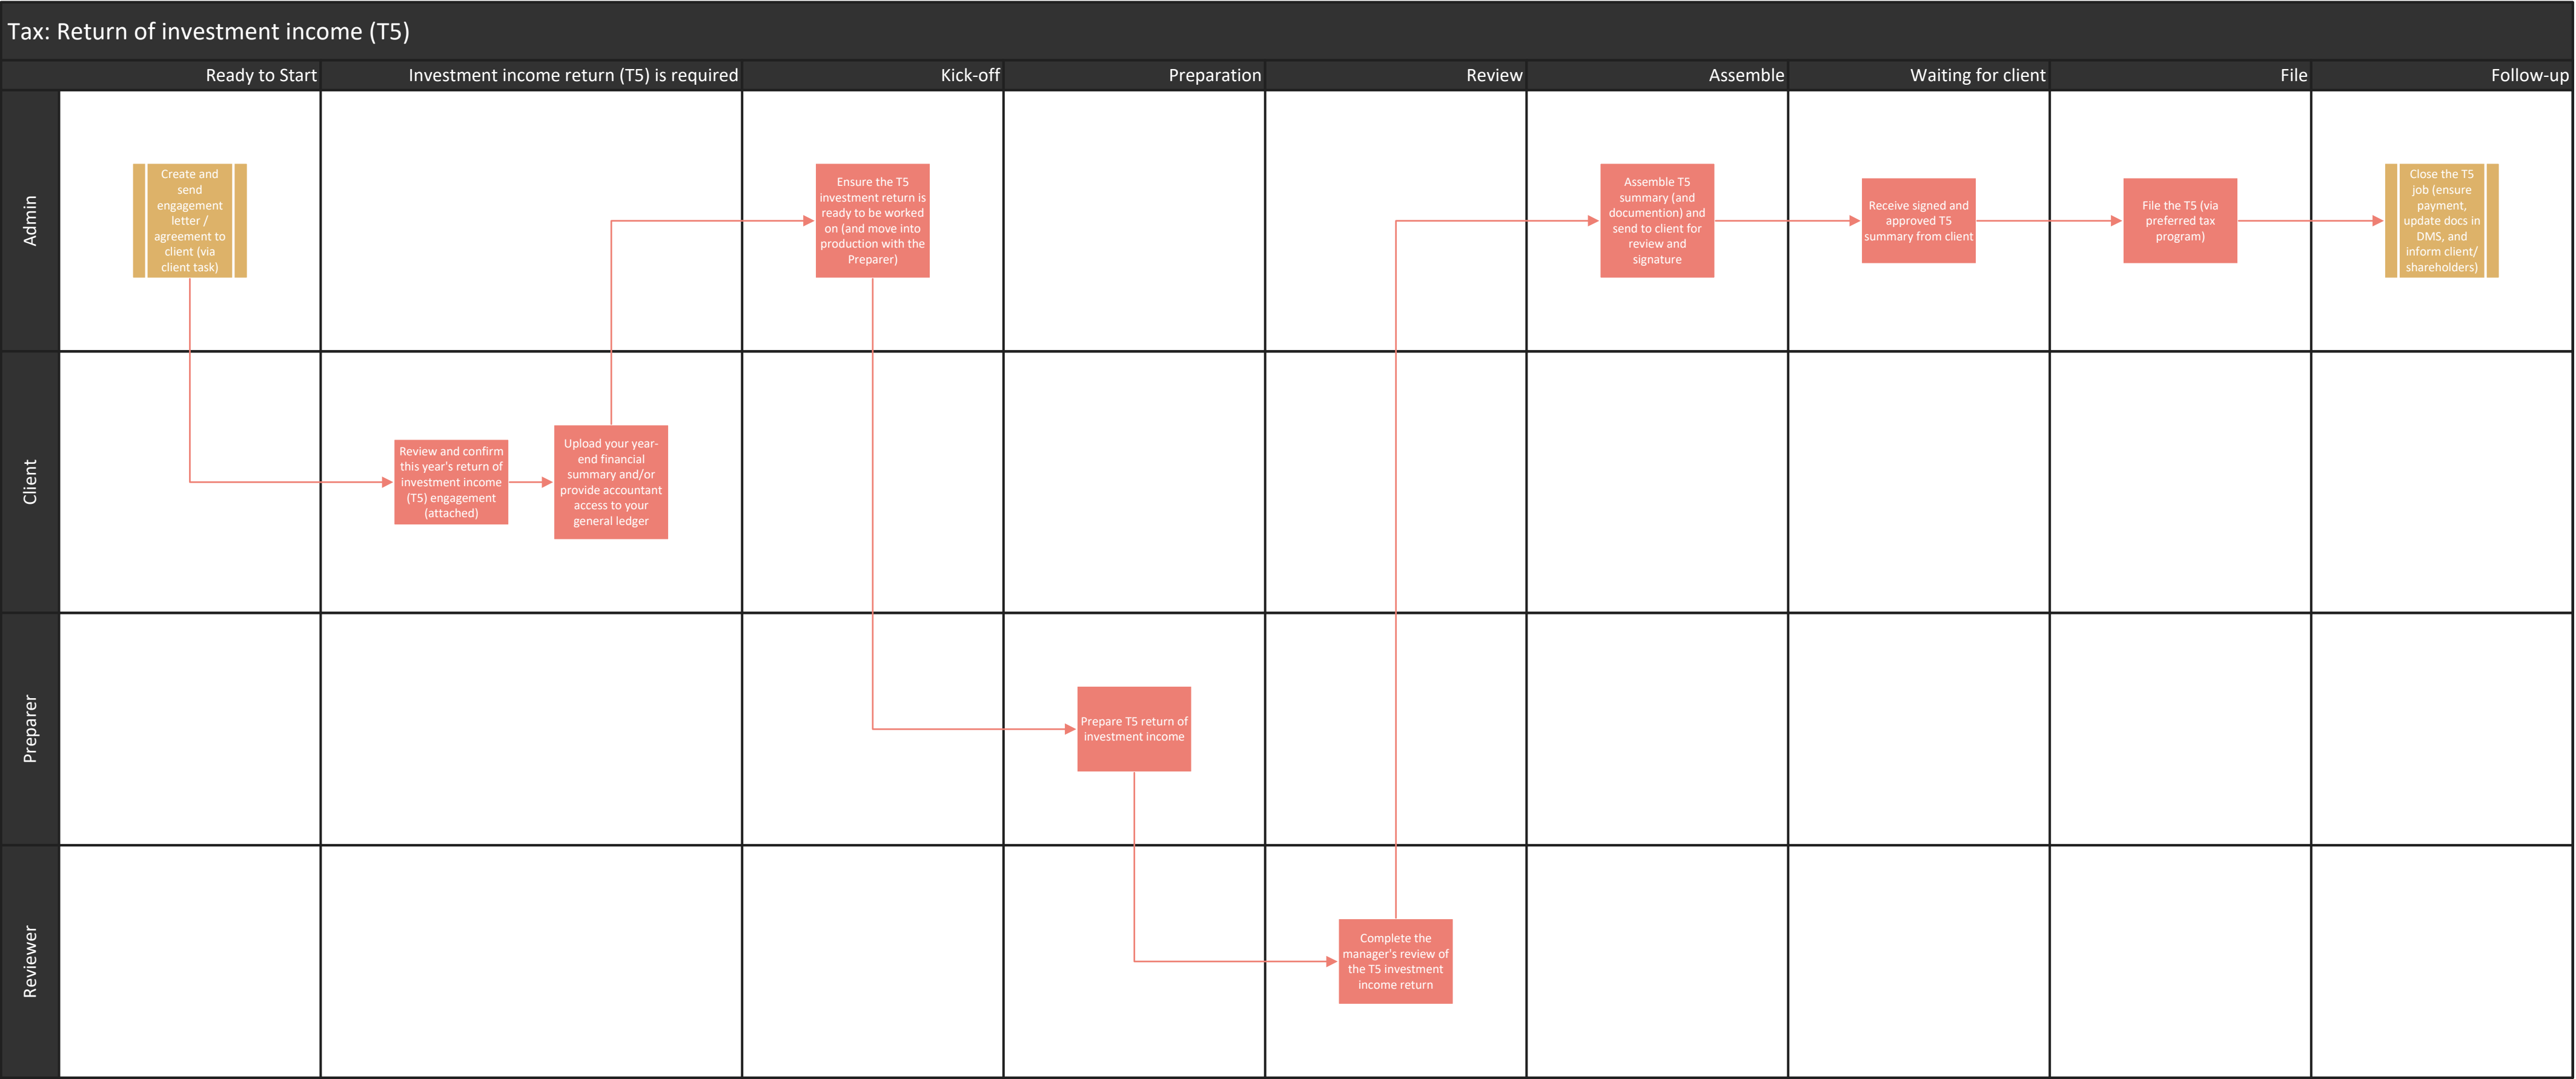 Tax: Return of investment income (T5)
Ready to Start
Investment income return (T5) is required
Kick-off
Preparation
Review
Assemble
Waiting for client
File
Follow-up
Admin
Create and
send
engagement
letter /
agreement to
client (via
client task)
Ensure the T5
investment return is
ready to be worked
on (and move into
production with the
Preparer)
Assemble T5
summary (and
documention) and
send to client for
review and
signature
Receive signed and
approved T5
summary from client
File the T5 (via
preferred tax
program)
Close the T5
job (ensure
payment,
update docs in
DMS, and
inform client/
shareholders)
Client
Review and confirm
this year's return of
investment income
(T5) engagement
(attached)
Upload your year-
end financial
summary and/or
provide accountant
access to your
general ledger
Preparer
Prepare T5 return of
investment income
Reviewer
Complete the
manager's review of
the T5 investment
income return